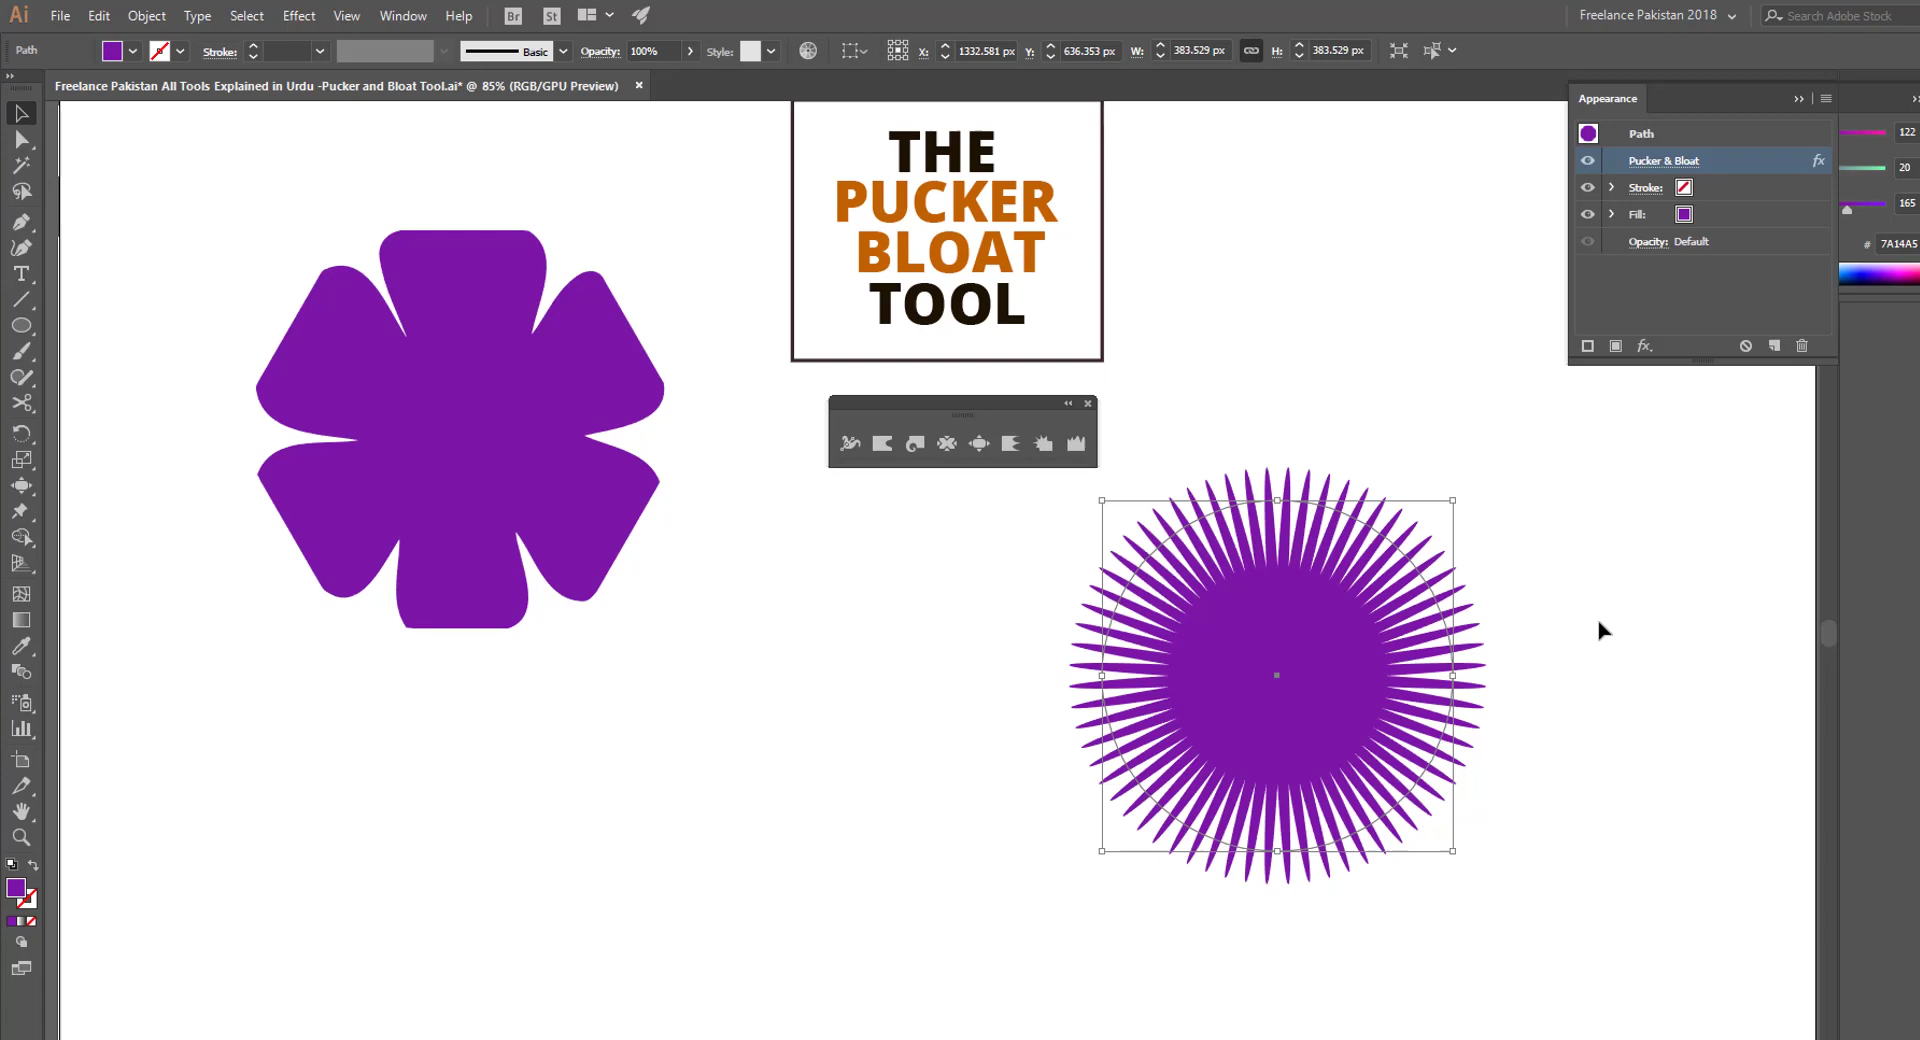 Ai File Edit Object Type Select Effect View Window Help Br St Freelance Pakistan 2018 Search Adobe Stock
Path Stroke: Basic Opacity: 100% Style: X: 1332.581 px Y: 636.353 px W: 383.529 px H: 383.529 px
Freelance Pakistan All Tools Explained in Urdu -Pucker and Bloat Tool.ai* @ 85% (RGB/GPU Preview)
Appearance
Path
Pucker & Bloat fx
Stroke:
Fill:
Opacity: Default
fx.
122
20
165
# 7A14A5
THE
PUCKER
BLOAT
TOOL